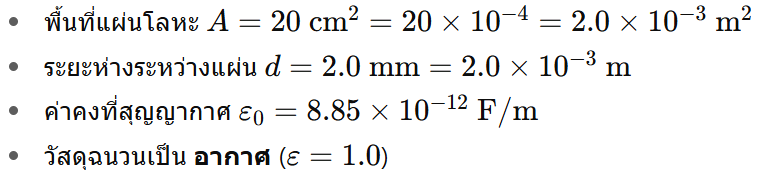 • พื้นที่แผ่นโลหะ A = 20 cm² = 20 × 10⁻⁴ = 2.0 × 10⁻³ m²
• ระยะห่างระหว่างแผ่น d = 2.0 mm = 2.0 × 10⁻³ m
• ค่าคงที่สุญญากาศ ε₀ = 8.85 × 10⁻¹² F/m
• วัสดุฉนวนเป็น อากาศ (ε = 1.0)